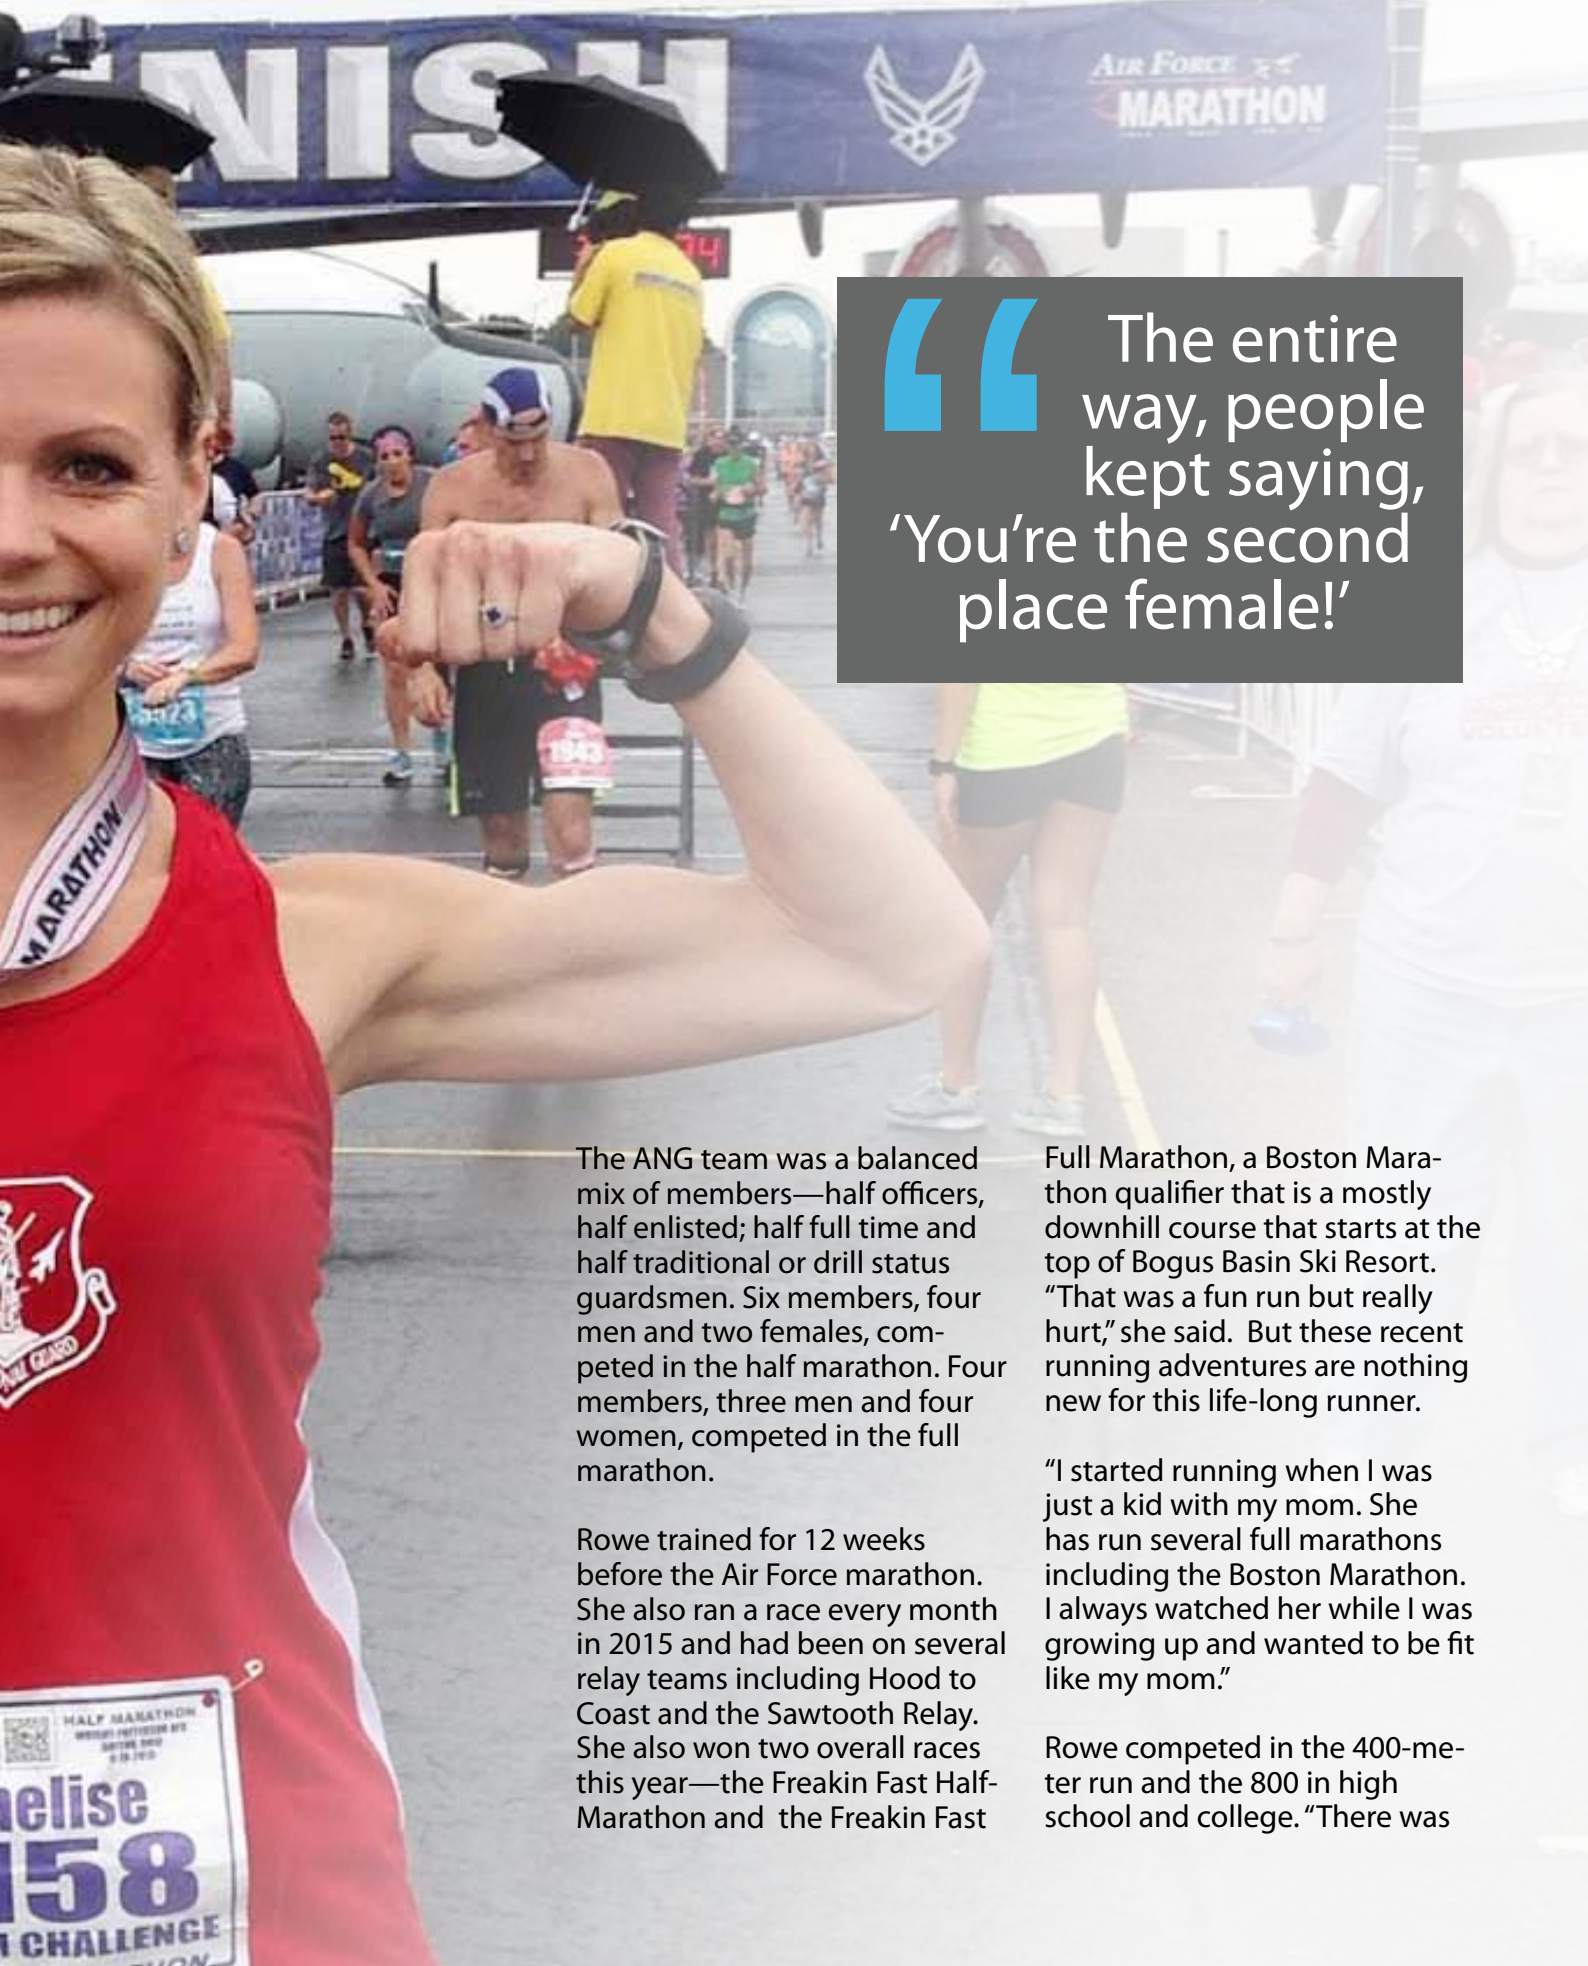 NISH
AIR FORCE
MARATHON
“
The entire
way, people
kept saying,
‘You’re the second
place female!’
1943
MARATHON
GUARD
The ANG team was a balanced
mix of members—half officers,
half enlisted; half full time and
half traditional or drill status
guardsmen. Six members, four
men and two females, com-
peted in the half marathon. Four
members, three men and four
women, competed in the full
marathon.
Rowe trained for 12 weeks
before the Air Force marathon.
She also ran a race every month
in 2015 and had been on several
relay teams including Hood to
Coast and the Sawtooth Relay.
She also won two overall races
this year—the Freakin Fast Half-
Marathon and  the Freakin Fast
Full Marathon, a Boston Mara-
thon qualifier that is a mostly
downhill course that starts at the
top of Bogus Basin Ski Resort.
“That was a fun run but really
hurt,” she said.  But these recent
running adventures are nothing
new for this life-long runner.
“I started running when I was
just a kid with my mom. She
has run several full marathons
including the Boston Marathon.
I always watched her while I was
growing up and wanted to be fit
like my mom.”
Rowe competed in the 400-me-
ter run and the 800 in high
school and college. “There was
HALF MARATHON
elise
158
CHALLENGE